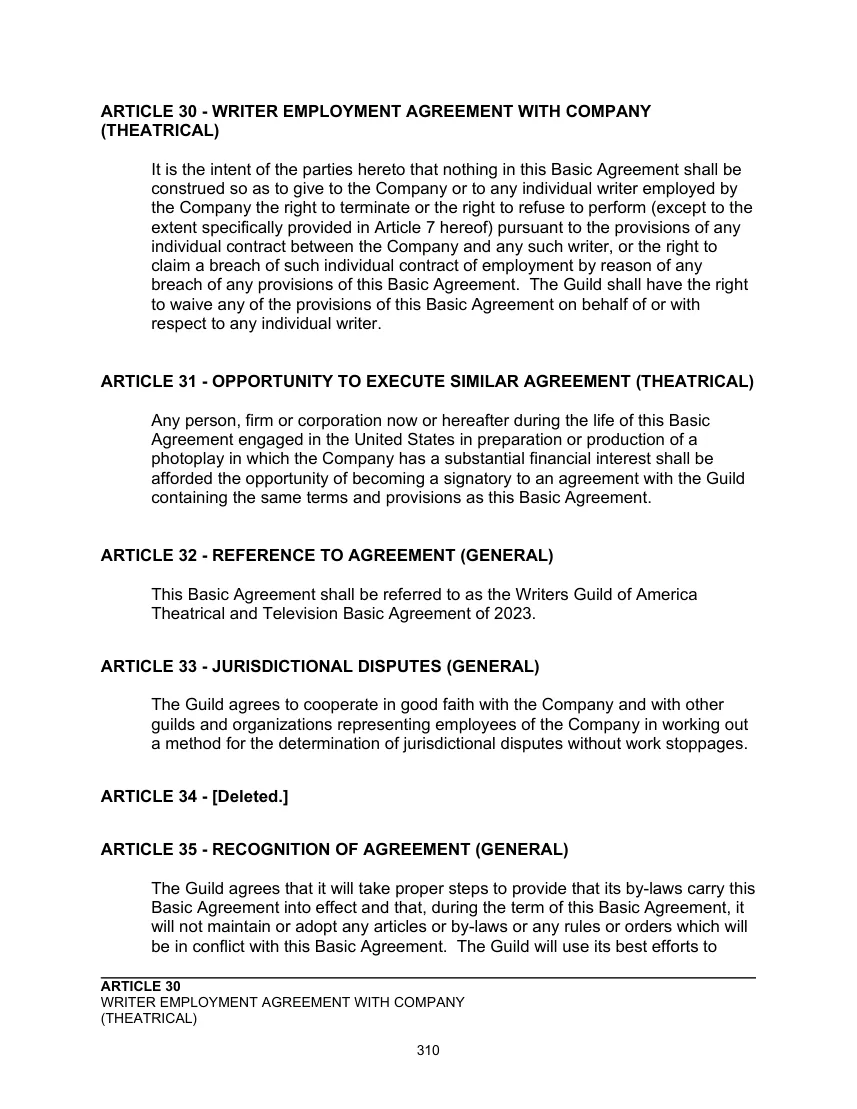 ARTICLE 30 - WRITER EMPLOYMENT AGREEMENT WITH COMPANY
(THEATRICAL)
It is the intent of the parties hereto that nothing in this Basic Agreement shall be
construed so as to give to the Company or to any individual writer employed by
the Company the right to terminate or the right to refuse to perform (except to the
extent specifically provided in Article 7 hereof) pursuant to the provisions of any
individual contract between the Company and any such writer, or the right to
claim a breach of such individual contract of employment by reason of any
breach of any provisions of this Basic Agreement.  The Guild shall have the right
to waive any of the provisions of this Basic Agreement on behalf of or with
respect to any individual writer.
ARTICLE 31 - OPPORTUNITY TO EXECUTE SIMILAR AGREEMENT (THEATRICAL)
Any person, firm or corporation now or hereafter during the life of this Basic
Agreement engaged in the United States in preparation or production of a
photoplay in which the Company has a substantial financial interest shall be
afforded the opportunity of becoming a signatory to an agreement with the Guild
containing the same terms and provisions as this Basic Agreement.
ARTICLE 32 - REFERENCE TO AGREEMENT (GENERAL)
This Basic Agreement shall be referred to as the Writers Guild of America
Theatrical and Television Basic Agreement of 2023.
ARTICLE 33 - JURISDICTIONAL DISPUTES (GENERAL)
The Guild agrees to cooperate in good faith with the Company and with other
guilds and organizations representing employees of the Company in working out
a method for the determination of jurisdictional disputes without work stoppages.
ARTICLE 34 - [Deleted.]
ARTICLE 35 - RECOGNITION OF AGREEMENT (GENERAL)
The Guild agrees that it will take proper steps to provide that its by-laws carry this
Basic Agreement into effect and that, during the term of this Basic Agreement, it
will not maintain or adopt any articles or by-laws or any rules or orders which will
be in conflict with this Basic Agreement.  The Guild will use its best efforts to
ARTICLE 30
WRITER EMPLOYMENT AGREEMENT WITH COMPANY
(THEATRICAL)
310